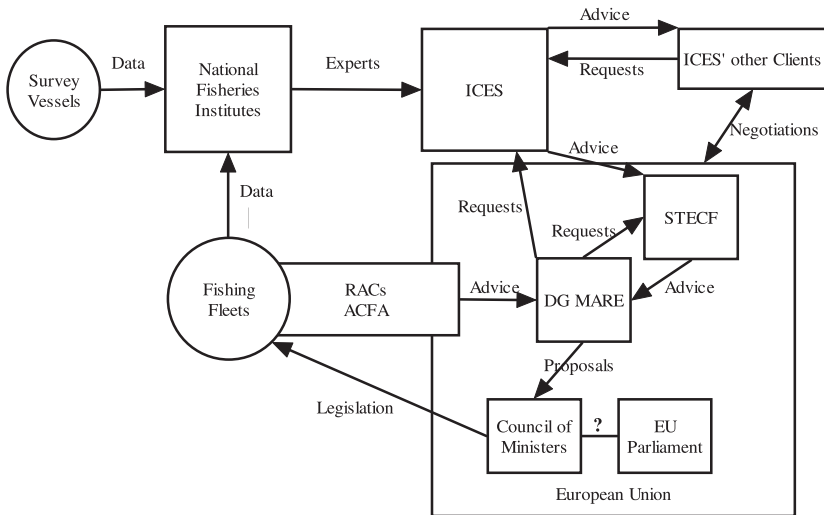 Survey
Vessels
Data
National
Fisheries
Institutes
Experts
ICES
Advice
Requests
ICES' other Clients
Negotiations
Advice
Data
Requests
Requests
STECF
Fishing
Fleets
RACs
ACFA
Advice
DG MARE
Advice
Proposals
Legislation
Council of
Ministers
?
EU
Parliament
European Union